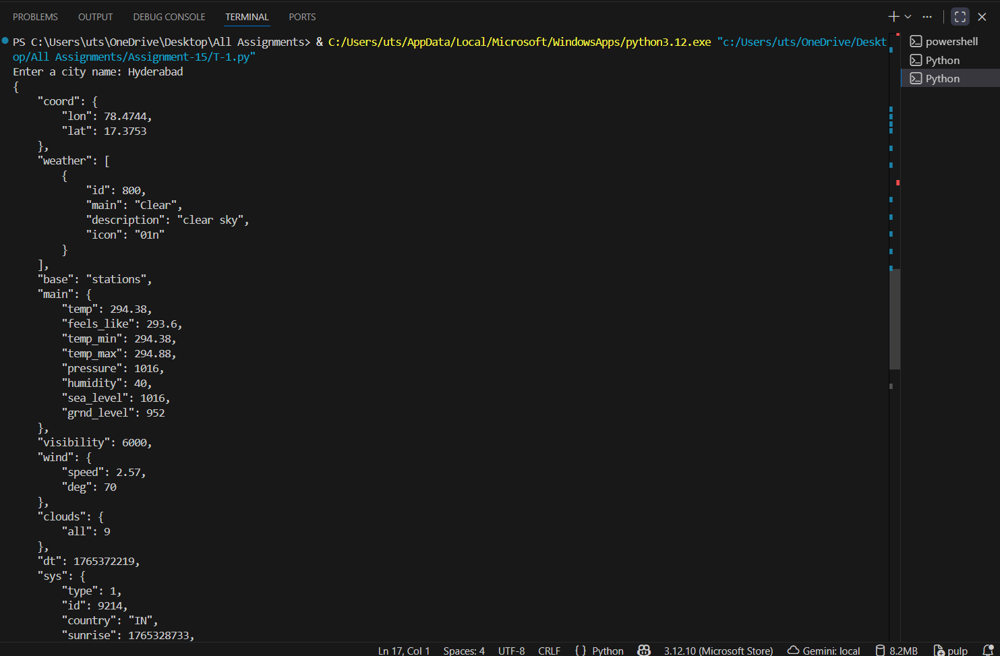 PROBLEMS OUTPUT DEBUG CONSOLE TERMINAL PORTS
PS C:\Users\uts\OneDrive\Desktop\All Assignments> & C:/Users/uts/AppData/Local/Microsoft/WindowsApps/python3.12.exe "c:/Users/uts/OneDrive/Deskt
op/All Assignments/Assignment-15/T-1.py"
Enter a city name: Hyderabad
{
    "coord": {
        "lon": 78.4744,
        "lat": 17.3753
    },
    "weather": [
        {
            "id": 800,
            "main": "Clear",
            "description": "clear sky",
            "icon": "01n"
        }
    ],
    "base": "stations",
    "main": {
        "temp": 294.38,
        "feels_like": 293.6,
        "temp_min": 294.38,
        "temp_max": 294.88,
        "pressure": 1016,
        "humidity": 40,
        "sea_level": 1016,
        "grnd_level": 952
    },
    "visibility": 6000,
    "wind": {
        "speed": 2.57,
        "deg": 70
    },
    "clouds": {
        "all": 9
    },
    "dt": 1765372219,
    "sys": {
        "type": 1,
        "id": 9214,
        "country": "IN",
        "sunrise": 1765328733,
powershell
Python
Python
Ln 17, Col 1 Spaces: 4 UTF-8 CRLF { } Python 3.12.10 (Microsoft Store) Gemini: local 8.2MB pulp